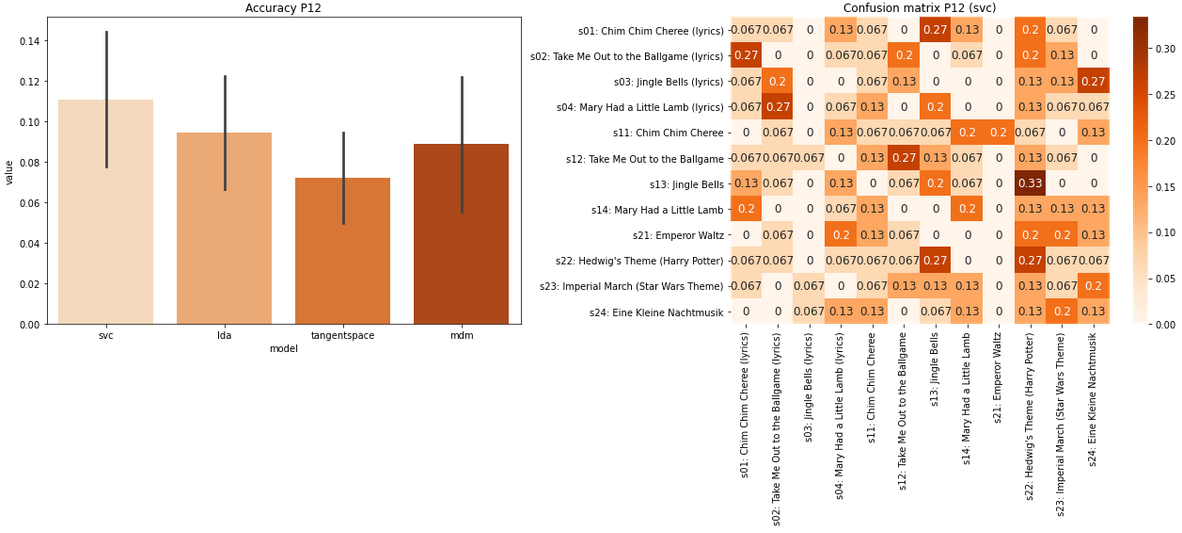 Accuracy P12
0.14
0.12
0.10
0.08
0.06
0.04
0.02
0.00
value
svc
lda
tangentspace
mdm
model
Confusion matrix P12 (svc)
s01: Chim Chim Cheree (lyrics)
0.067 0.067 0 0.13 0.067 0 0.27 0.13 0 0.2 0.067 0
s02: Take Me Out to the Ballgame (lyrics)
0.27 0 0 0.067 0.067 0.2 0 0.067 0 0.2 0.13 0
s03: Jingle Bells (lyrics)
0.067 0.2 0 0 0.067 0.13 0 0 0 0.13 0.13 0.27
s04: Mary Had a Little Lamb (lyrics)
0.067 0.27 0 0.067 0.13 0 0.2 0 0 0.13 0.067 0.067
s11: Chim Chim Cheree
0 0.067 0 0.13 0.067 0.067 0.067 0.2 0.2 0.067 0 0.13
s12: Take Me Out to the Ballgame
0.067 0.067 0.067 0 0.13 0.27 0.13 0.067 0 0.13 0.067 0
s13: Jingle Bells
0.13 0.067 0 0.13 0 0.067 0.2 0.067 0 0.33 0 0
s14: Mary Had a Little Lamb
0.2 0 0 0.067 0.13 0 0 0.2 0 0.13 0.13 0.13
s21: Emperor Waltz
0 0.067 0 0.2 0.13 0.067 0 0 0 0.2 0.2 0.13
s22: Hedwig's Theme (Harry Potter)
0.067 0.067 0 0.067 0.067 0.067 0.27 0 0 0.27 0.067 0.067
s23: Imperial March (Star Wars Theme)
0.067 0 0.067 0 0.067 0.13 0.13 0.13 0 0.13 0.067 0.2
s24: Eine Kleine Nachtmusik
0 0 0.067 0.13 0.13 0 0.067 0.13 0 0.13 0.2 0.13
s01: Chim Chim Cheree (lyrics)
s02: Take Me Out to the Ballgame (lyrics)
s03: Jingle Bells (lyrics)
s04: Mary Had a Little Lamb (lyrics)
s11: Chim Chim Cheree
s12: Take Me Out to the Ballgame
s13: Jingle Bells
s14: Mary Had a Little Lamb
s21: Emperor Waltz
s22: Hedwig's Theme (Harry Potter)
s23: Imperial March (Star Wars Theme)
s24: Eine Kleine Nachtmusik
0.30
0.25
0.20
0.15
0.10
0.05
0.00